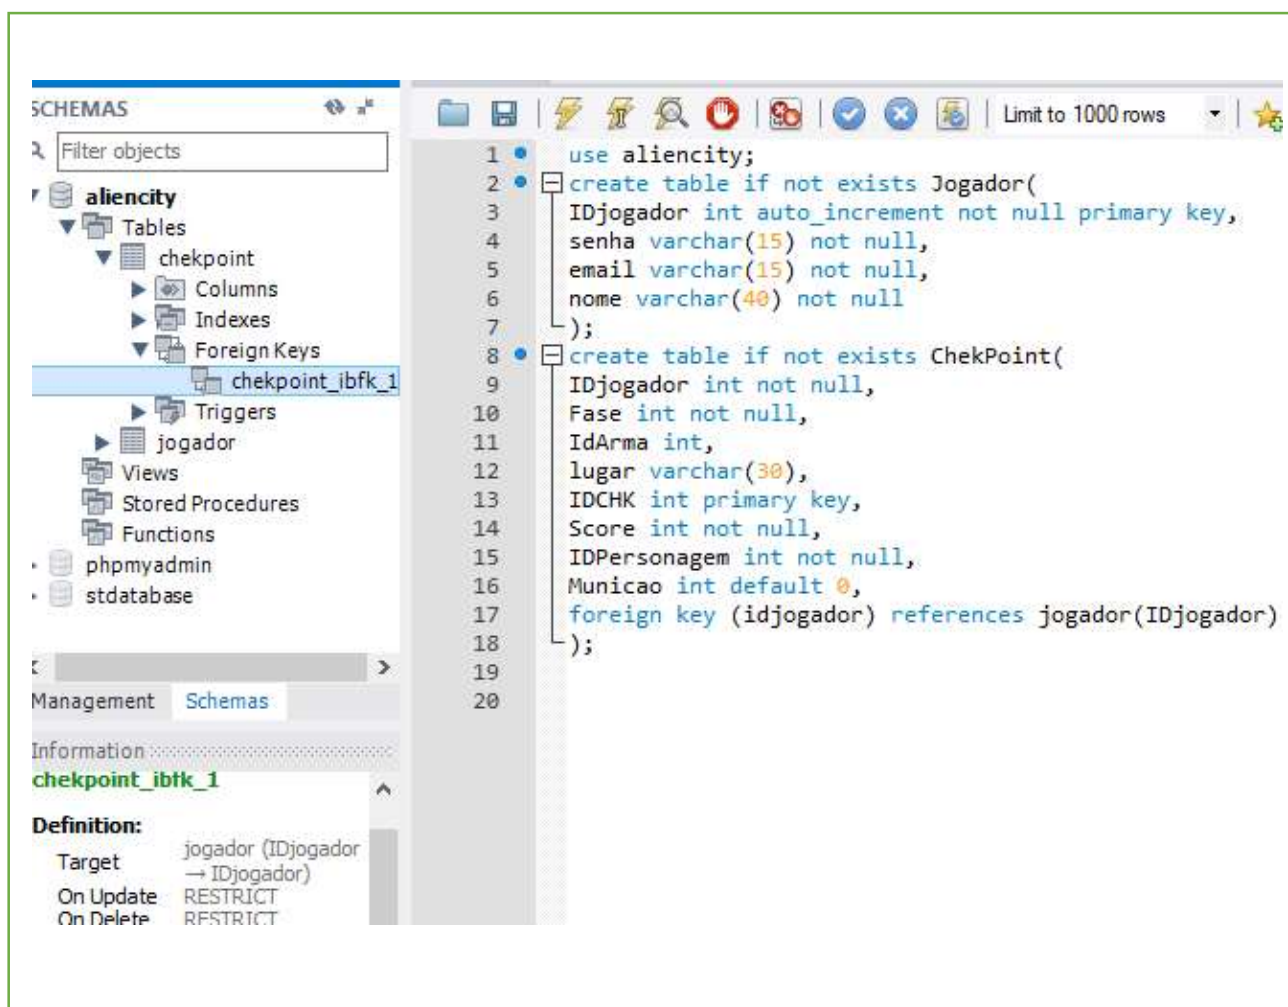 SCHEMAS
Filter objects
aliencity
Tables
chekpoint
Columns
Indexes
Foreign Keys
chekpoint_ibfk_1
Triggers
jogador
Views
Stored Procedures
Functions
phpmyadmin
stdatabase
Management Schemas
Information
chekpoint_ibfk_1
Definition:
Target jogador (IDjogador
→ IDjogador)
On Update RESTRICT
On Delete RESTRICT
Limit to 1000 rows
1 use aliencity;
2 create table if not exists Jogador(
3 IDjogador int auto_increment not null primary key,
4 senha varchar(15) not null,
5 email varchar(15) not null,
6 nome varchar(40) not null
7 );
8 create table if not exists ChekPoint(
9 IDjogador int not null,
10 Fase int not null,
11 IdArma int,
12 lugar varchar(30),
13 IDCHK int primary key,
14 Score int not null,
15 IDPersonagem int not null,
16 Municao int default 0,
17 foreign key (idjogador) references jogador(IDjogador)
18 );
19
20